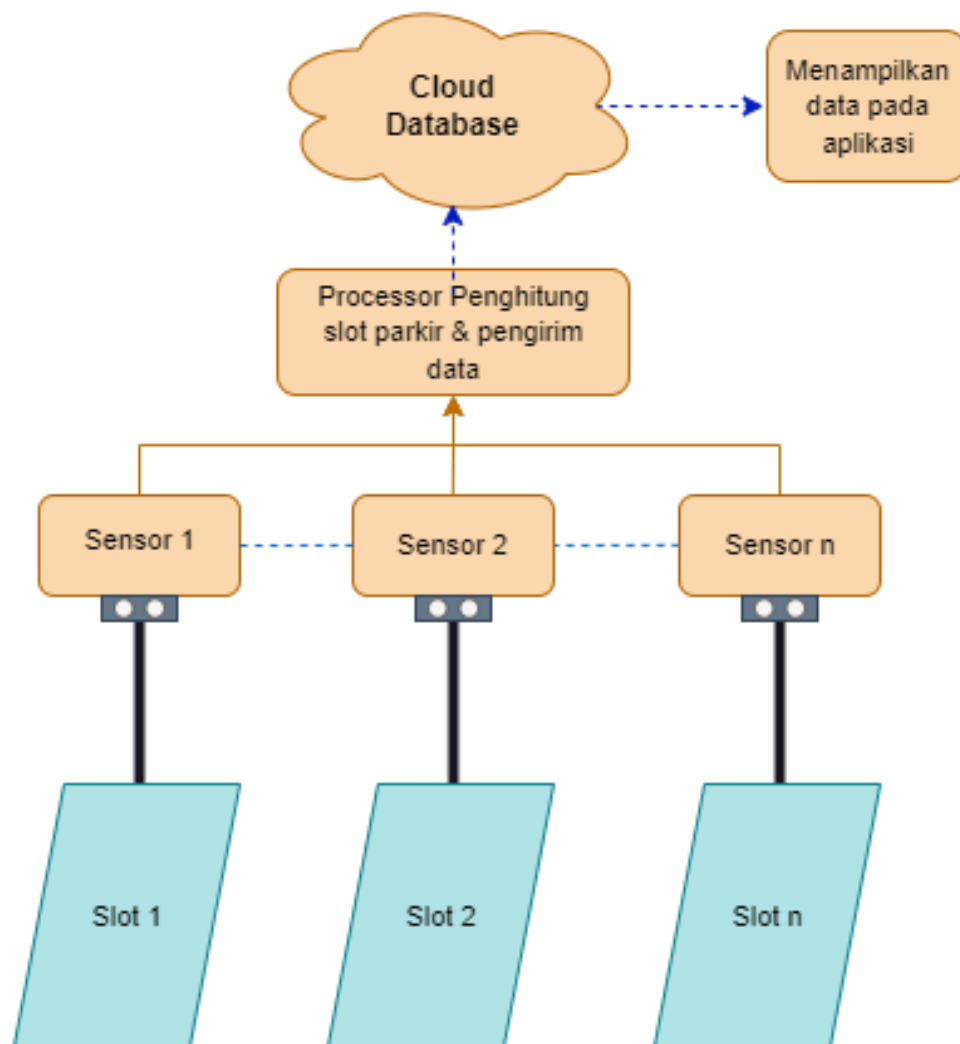 Cloud
Database
Menampilkan
data pada
aplikasi
Processor Penghitung
slot parkir & pengirim
data
Sensor 1
Sensor 2
Sensor n
Slot 1
Slot 2
Slot n